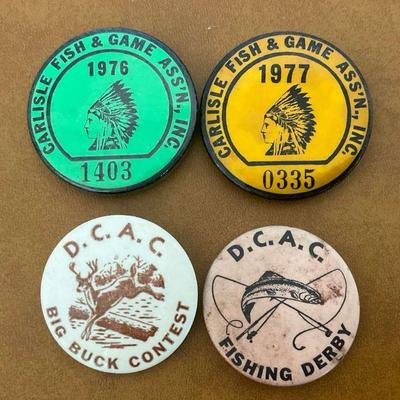 CARLISLE FISH & GAME ASS'N., INC.
1976
1403
CARLISLE FISH & GAME ASS'N., INC.
1977
0335
D.C.A.C.
BIG BUCK CONTEST
D.C.A.C.
FISHING DERBY